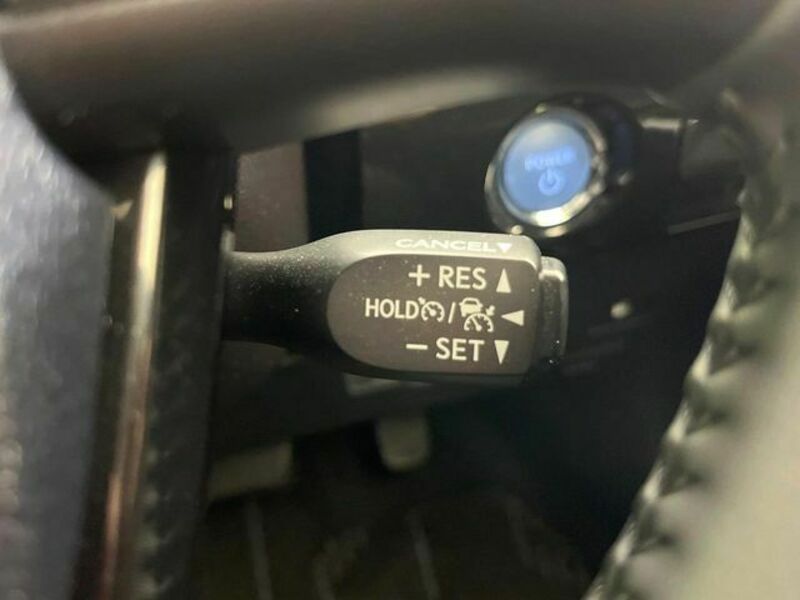 POWER
CANCEL▼
+ RES ▲
HOLD / ◀
− SET ▼